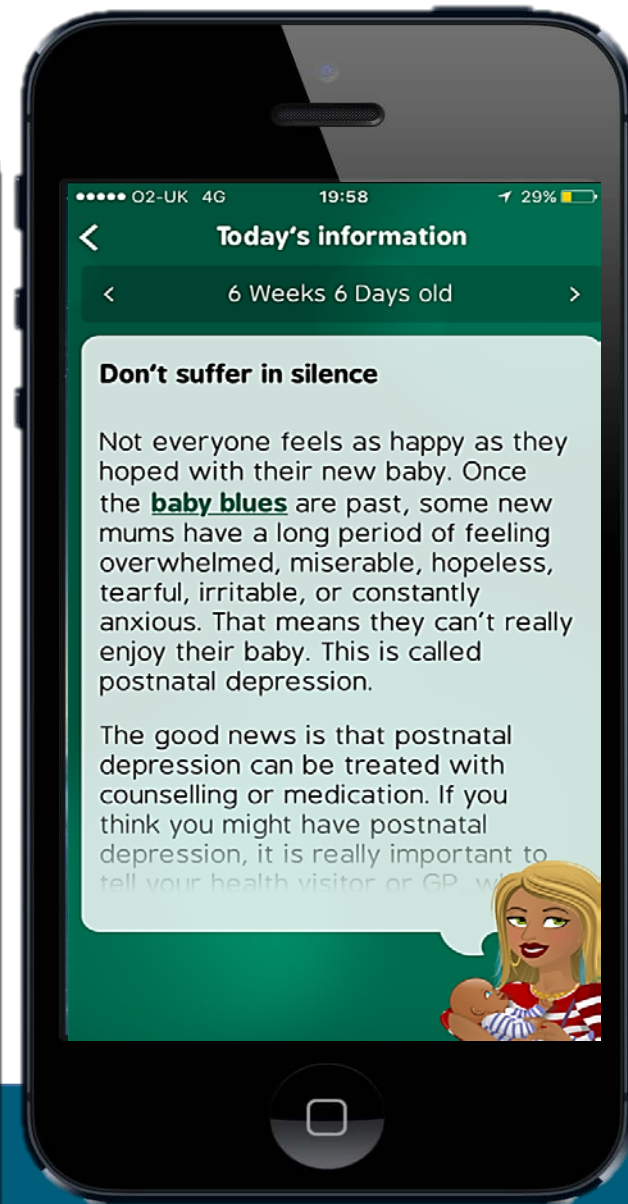 O2-UK 4G 19:58 29%
Today's information
6 Weeks 6 Days old
Don't suffer in silence
Not everyone feels as happy as they
hoped with their new baby. Once
the baby blues are past, some new
mums have a long period of feeling
overwhelmed, miserable, hopeless,
tearful, irritable, or constantly
anxious. That means they can't really
enjoy their baby. This is called
postnatal depression.
The good news is that postnatal
depression can be treated with
counselling or medication. If you
think you might have postnatal
depression, it is really important to
tell your health visitor or GP,